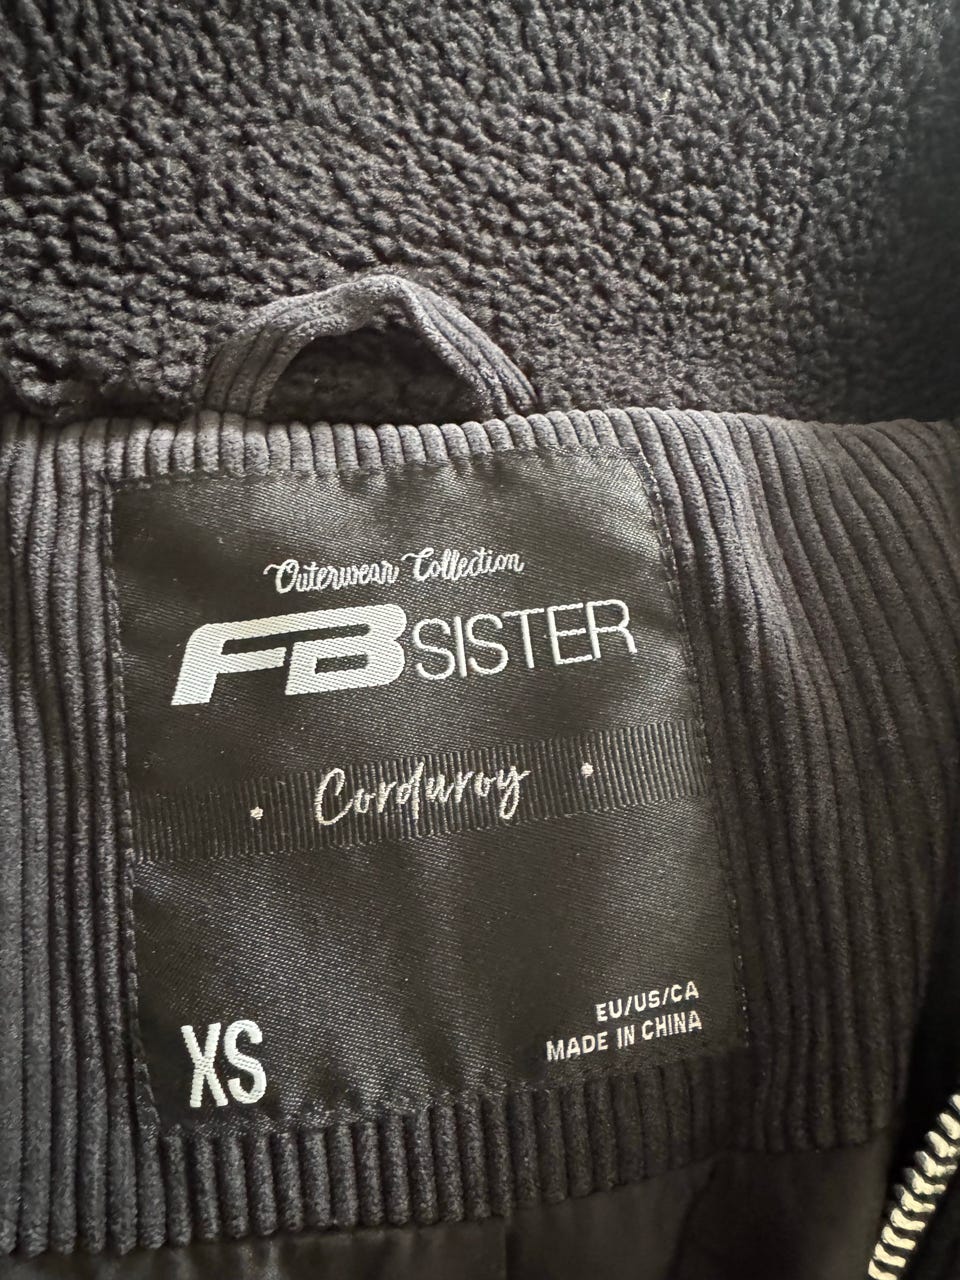 Outerwear Collection
FB SISTER
• Corduroy •
XS
EU/US/CA
MADE IN CHINA